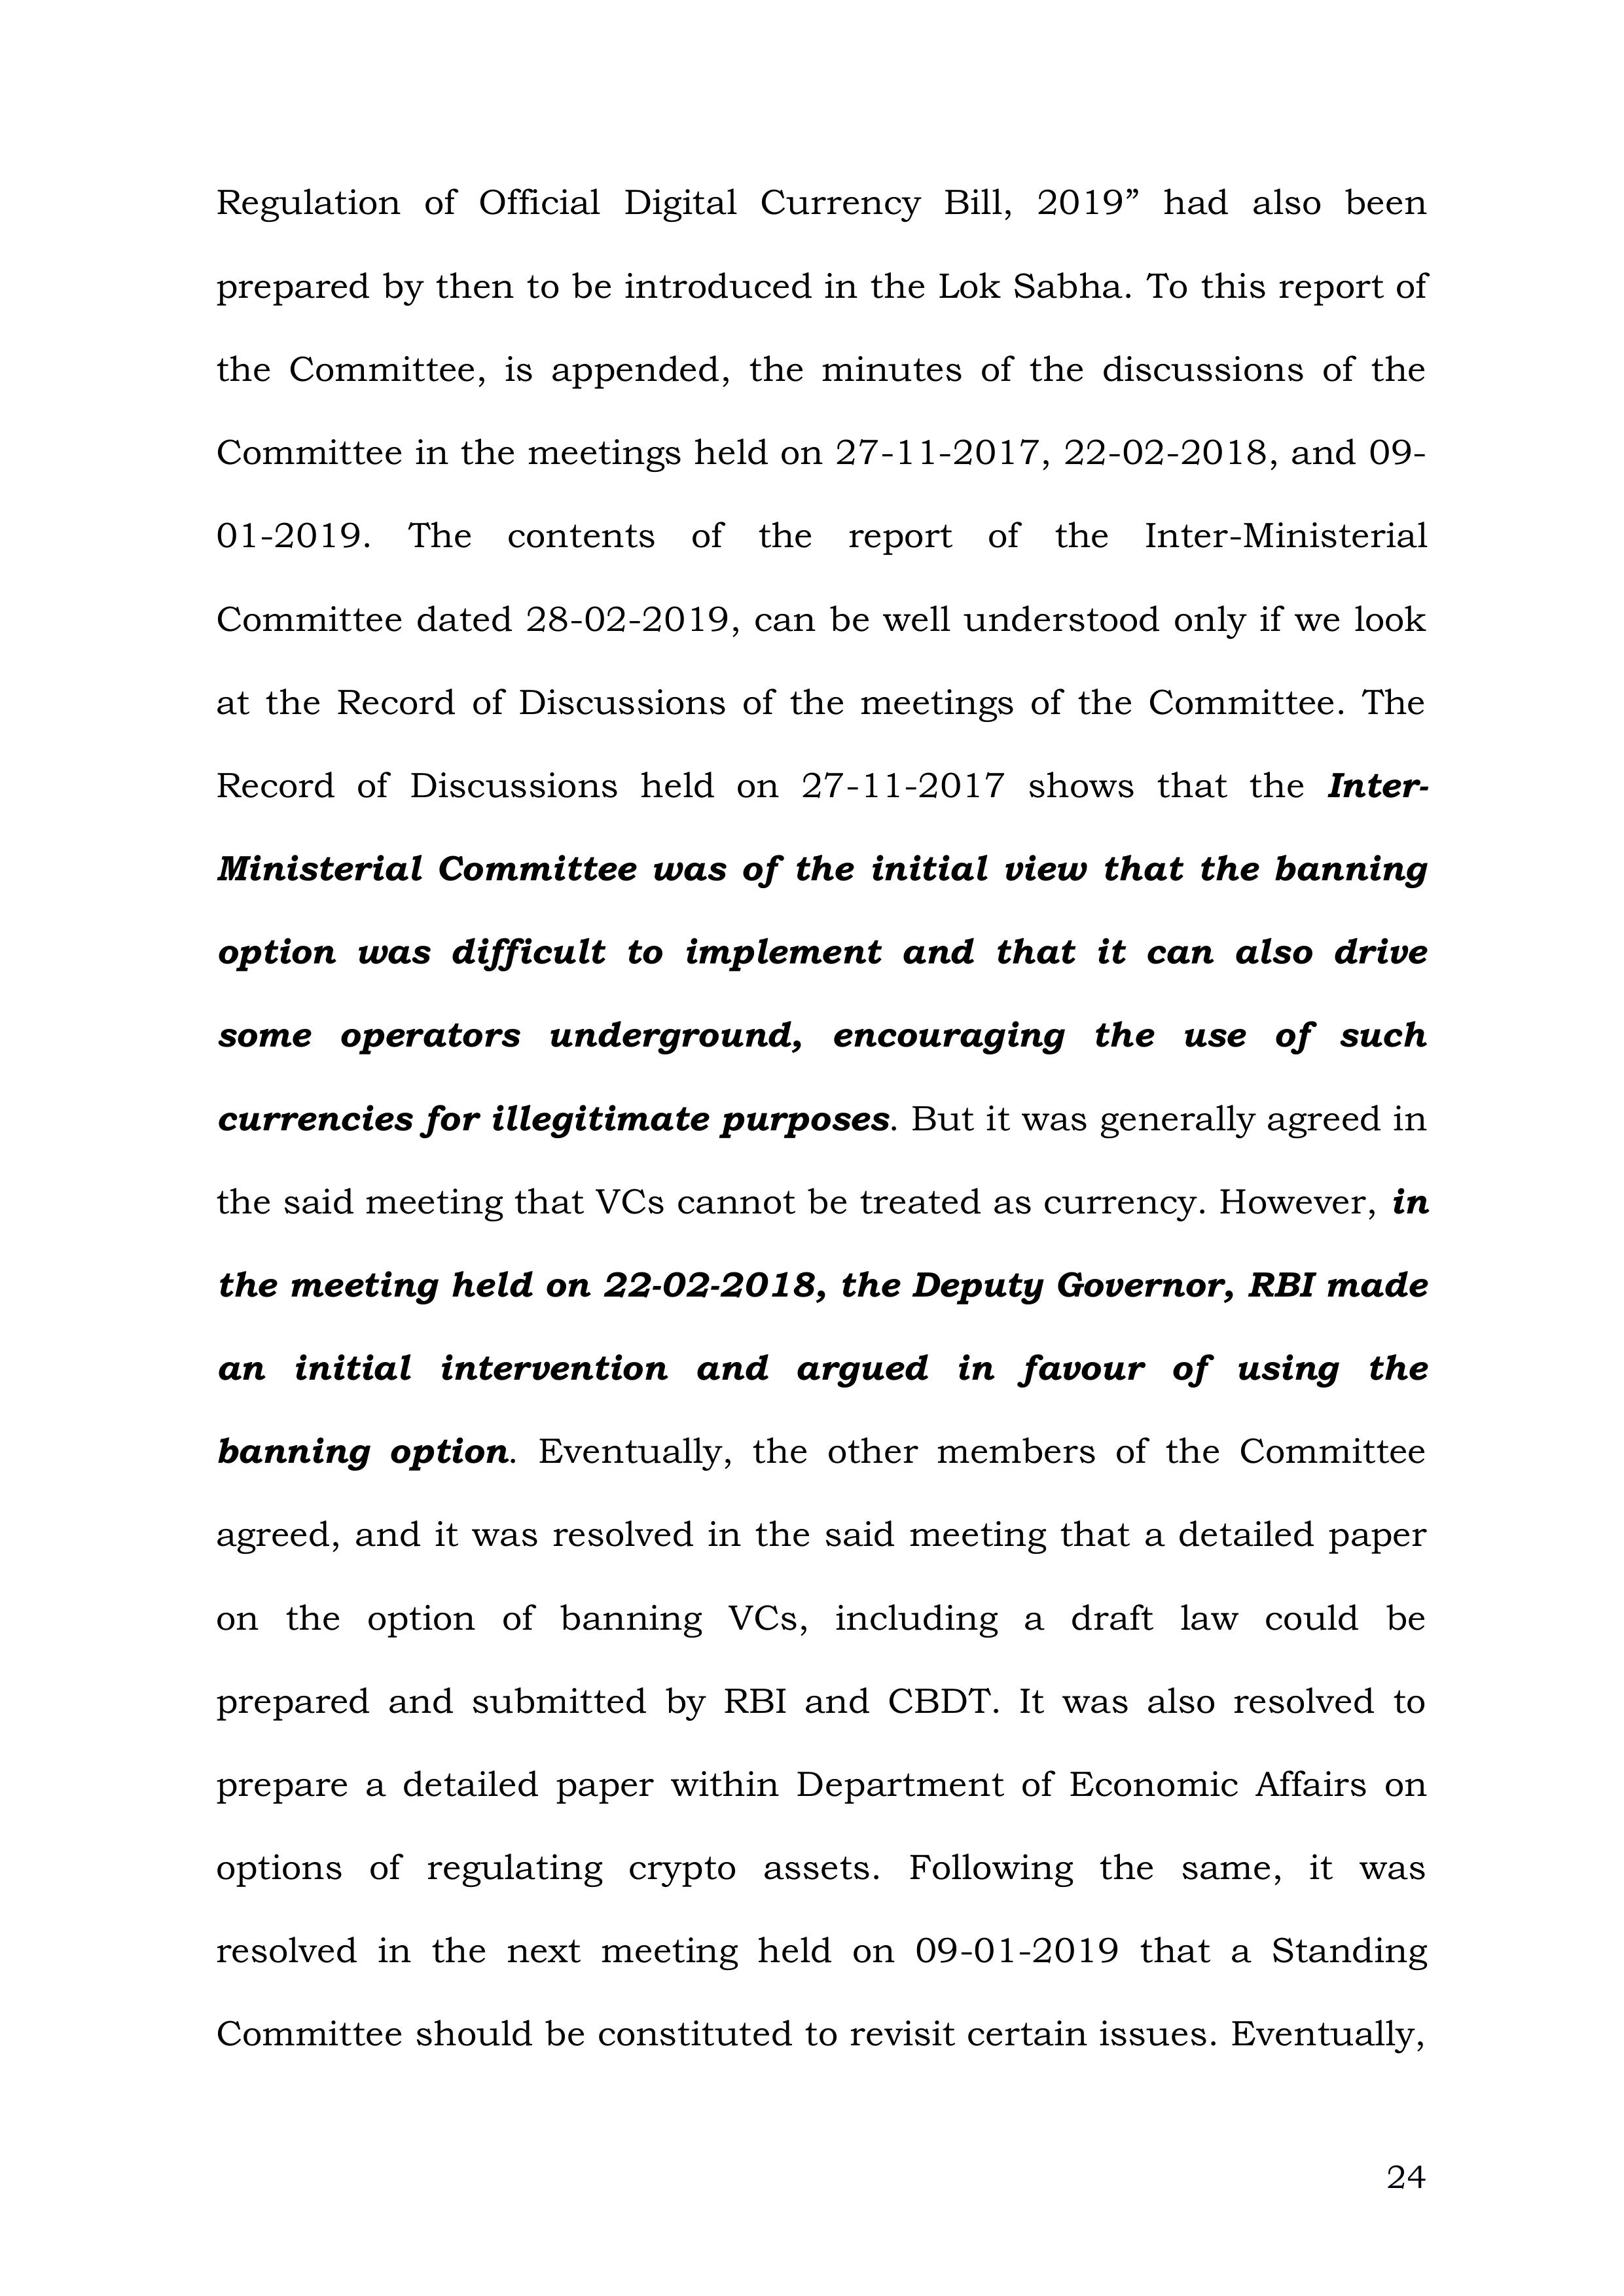 Regulation of Official Digital Currency Bill, 2019” had also been
prepared by then to be introduced in the Lok Sabha. To this report of
the Committee, is appended, the minutes of the discussions of the
Committee in the meetings held on 27-11-2017, 22-02-2018, and 09-
01-2019. The contents of the report of the Inter-Ministerial
Committee dated 28-02-2019, can be well understood only if we look
at the Record of Discussions of the meetings of the Committee. The
Record of Discussions held on 27-11-2017 shows that the Inter-
Ministerial Committee was of the initial view that the banning
option was difficult to implement and that it can also drive
some operators underground, encouraging the use of such
currencies for illegitimate purposes. But it was generally agreed in
the said meeting that VCs cannot be treated as currency. However, in
the meeting held on 22-02-2018, the Deputy Governor, RBI made
an initial intervention and argued in favour of using the
banning option. Eventually, the other members of the Committee
agreed, and it was resolved in the said meeting that a detailed paper
on the option of banning VCs, including a draft law could be
prepared and submitted by RBI and CBDT. It was also resolved to
prepare a detailed paper within Department of Economic Affairs on
options of regulating crypto assets. Following the same, it was
resolved in the next meeting held on 09-01-2019 that a Standing
Committee should be constituted to revisit certain issues. Eventually,
24